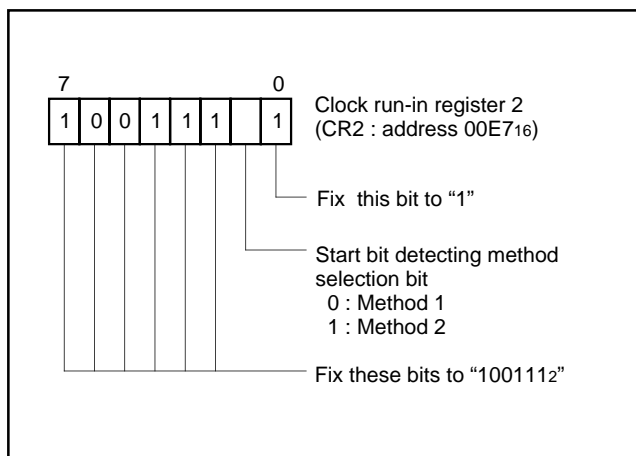 7 0
1 0 0 1 1 1 1
Clock run-in register 2
(CR2 : address 00E716)
Fix this bit to “1”
Start bit detecting method
selection bit
0 : Method 1
1 : Method 2
Fix these bits to “1001112”